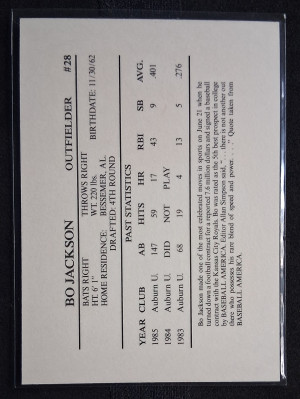 BO JACKSON OUTFIELDER #28
BATS RIGHT THROWS RIGHT
HT. 6' 1" WT. 220 lbs. BIRTHDATE: 11/30/62
HOME RESIDENCE: BESSEMER, AL
DRAFTED 4TH ROUND
PAST STATISTICS
YEAR CLUB AB HITS HR RBI SB AVG.
1985 Auburn U. 147 59 17 43 9 .401
1984 Auburn U. DID NOT PLAY
1983 Auburn U. 68 19 4 13 5 .276
Bo Jackson made one of the most celebrated moves in sports on June 21 when he
turned down a football contract for a reported 7.6 million dollars and signed a baseball
contract with the Kansas City Royals. Bo was rated as the 5th best prospect in college
by BASEBALL AMERICA. Editor Allan Simpson said, ". . . there is not another out
there who possesses his rare blend of speed and power. . ." Quote taken from
BASEBALL AMERICA.